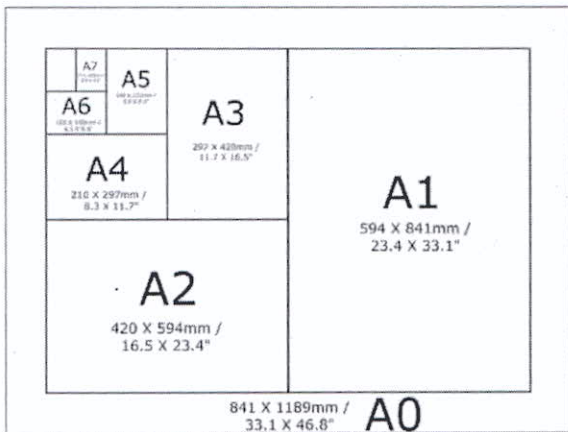 A7
A5
A6
A3
297 X 420mm /
11.7 X 16.5"
A4
210 X 297mm /
8.3 X 11.7"
A1
594 X 841mm /
23.4 X 33.1"
A2
420 X 594mm /
16.5 X 23.4"
841 X 1189mm /
33.1 X 46.8"
A0